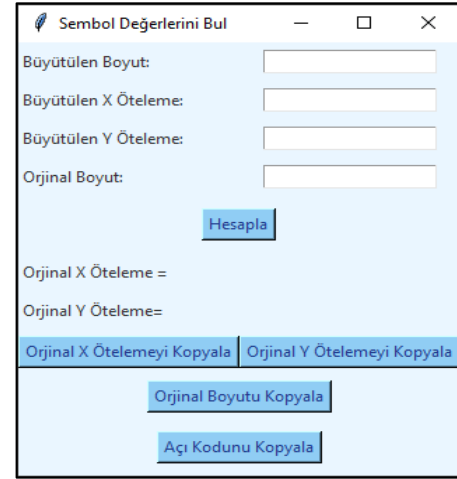 Sembol Değerlerini Bul
Büyütülen Boyut:
Büyütülen X Öteleme:
Büyütülen Y Öteleme:
Orjinal Boyut:
Hesapla
Orjinal X Öteleme =
Orjinal Y Öteleme=
Orjinal X Ötelemeyi Kopyala Orjinal Y Ötelemeyi Kopyala
Orjinal Boyutu Kopyala
Açı Kodunu Kopyala